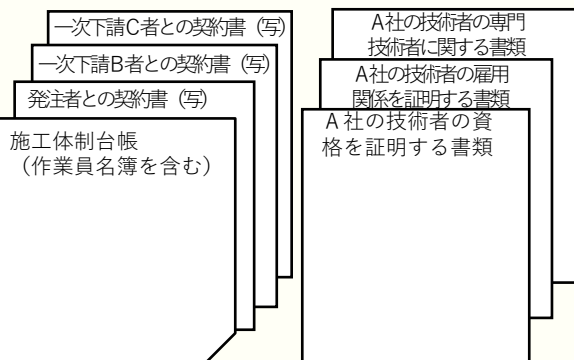 一次下請C者との契約書（写）
一次下請B者との契約書（写）
発注者との契約書（写）
施工体制台帳
（作業員名簿を含む）
A社の技術者の専門
技術者に関する書類
A社の技術者の雇用
関係を証明する書類
A社の技術者の資
格を証明する書類